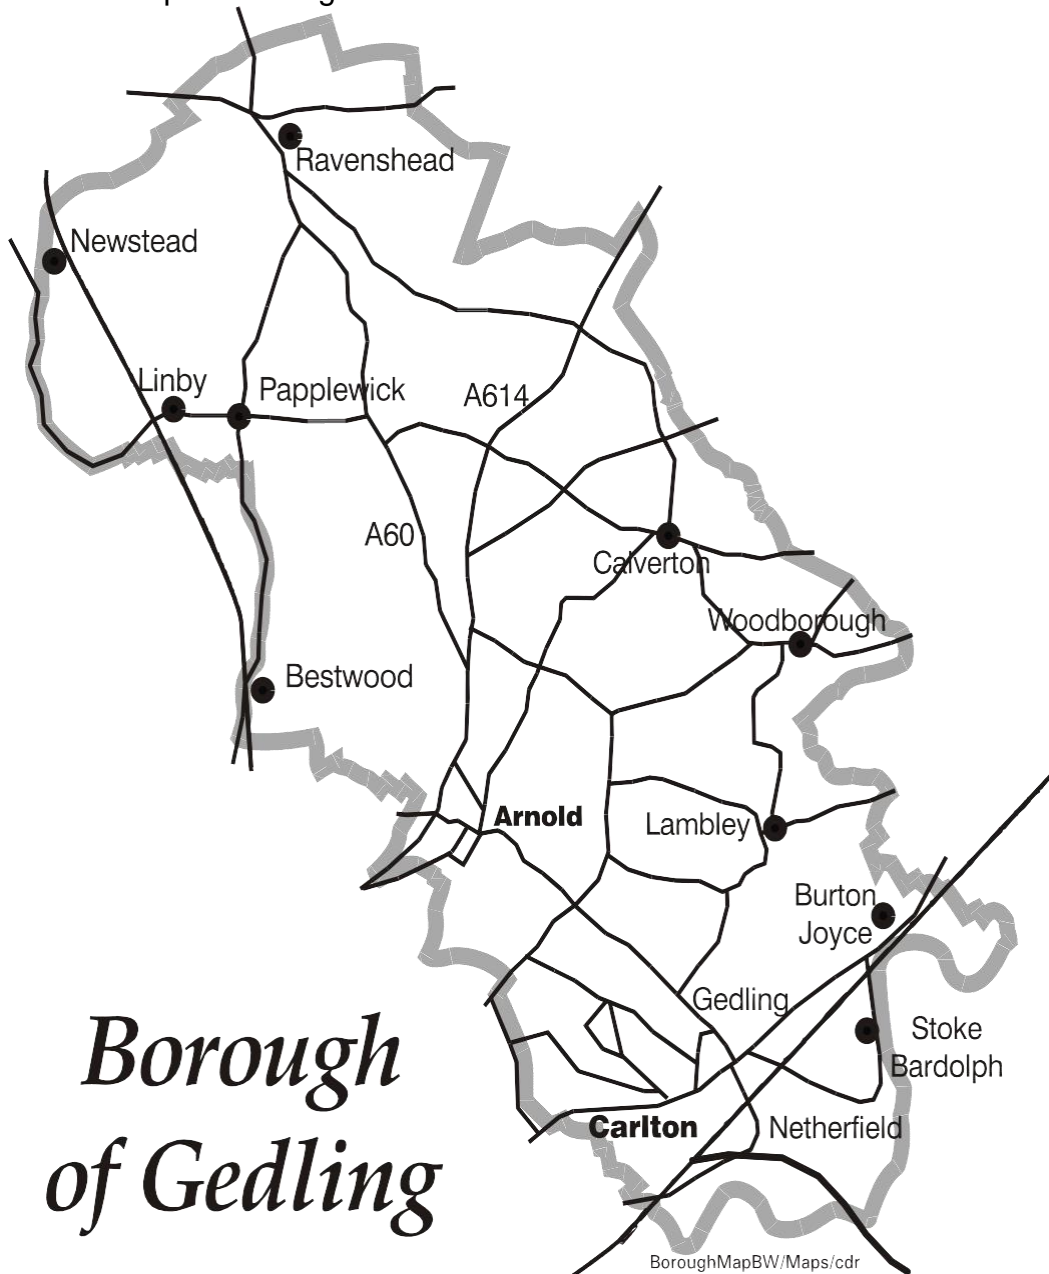 Ravenshead
Newstead
Linby
Papplewick
A614
A60
Calverton
Woodborough
Bestwood
Arnold
Lambley
Burton
Joyce
Gedling
Stoke
Bardolph
Carlton
Netherfield
Borough
of Gedling
BoroughMapBW/Maps/cdr